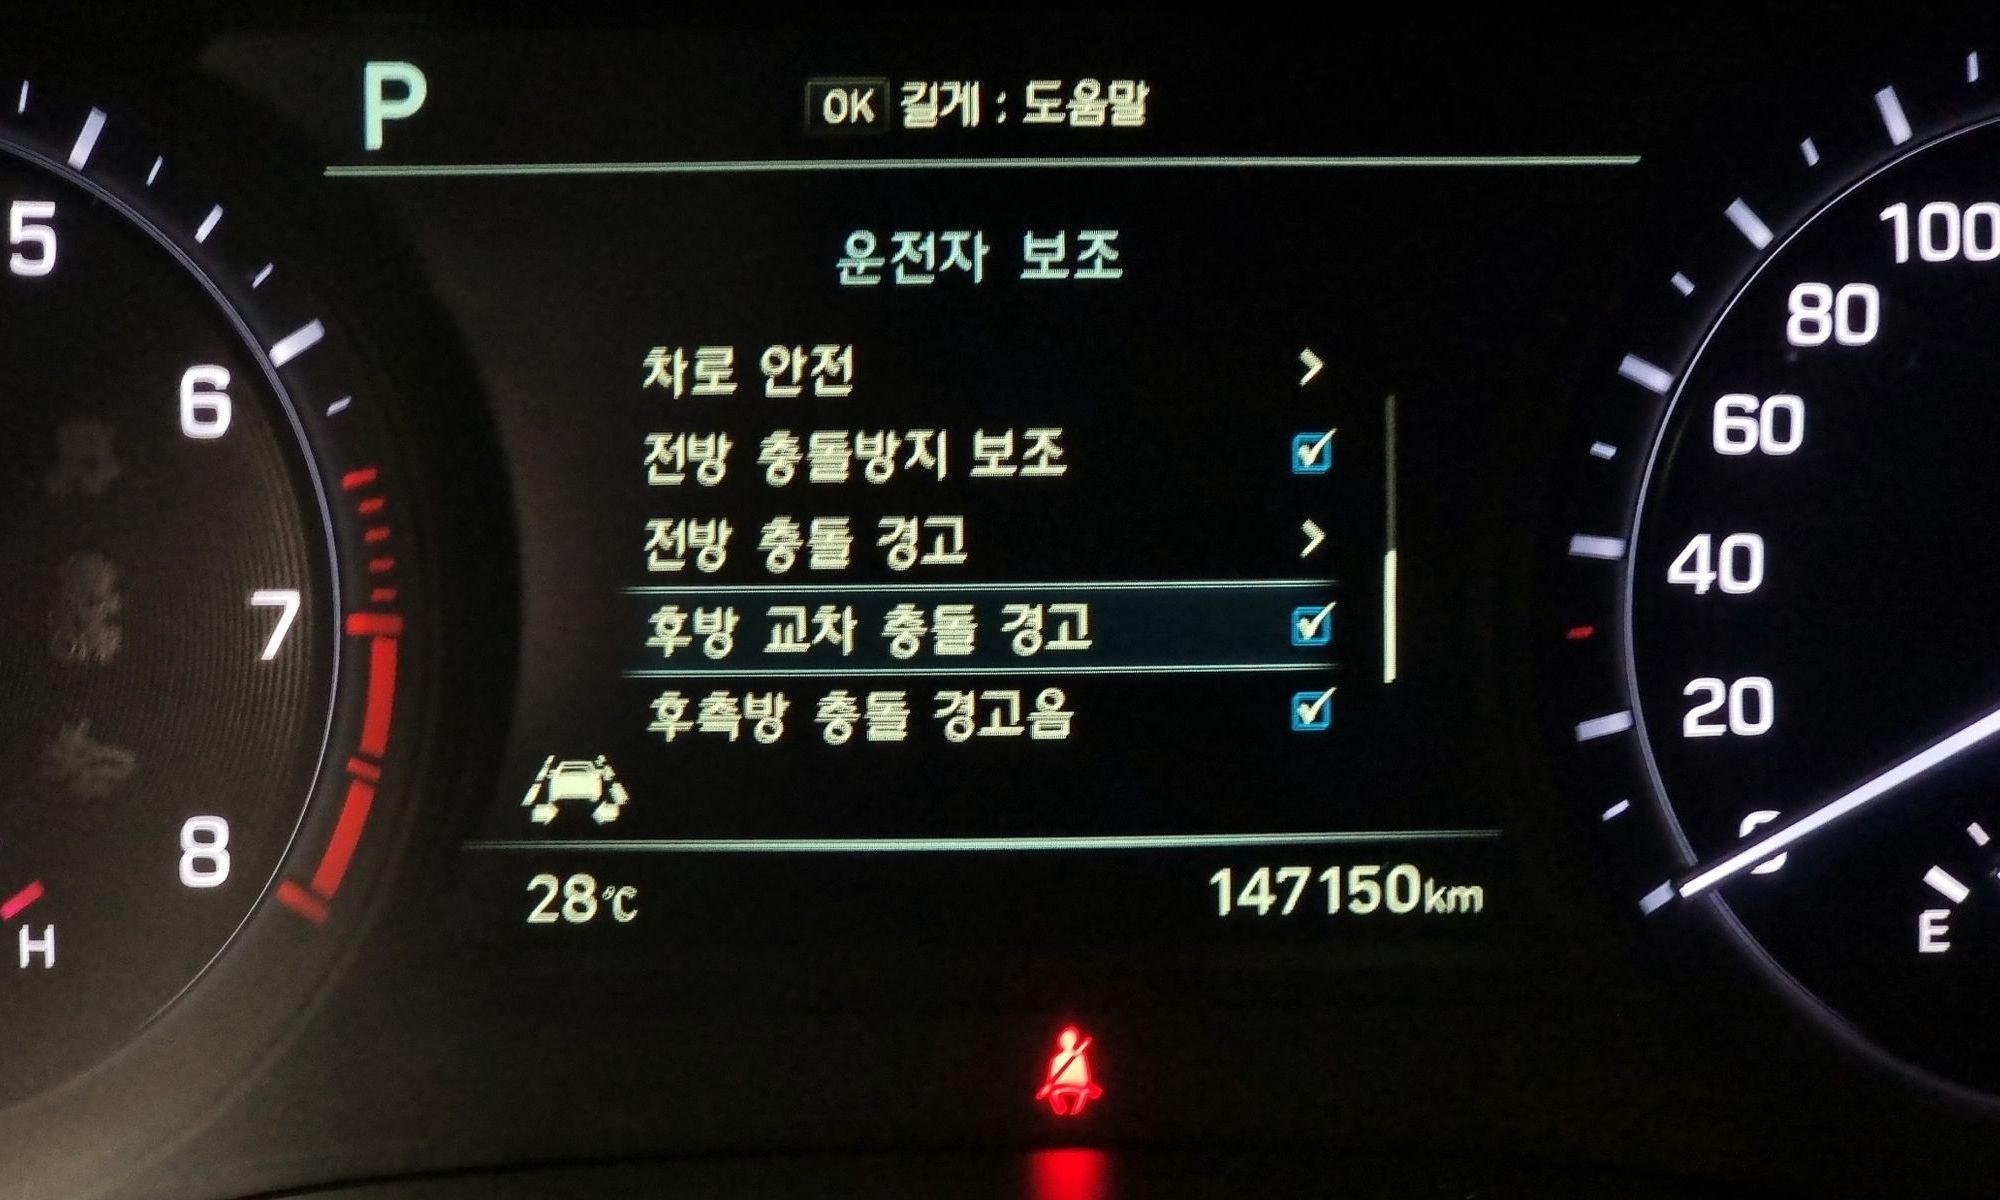 P
OK 길게 : 도움말
운전자 보조
차로 안전
전방 충돌방지 보조
전방 충돌 경고
후방 교차 충돌 경고
후측방 충돌 경고음
28℃
147150km
5
6
7
8
H
100
80
60
40
20
0
E